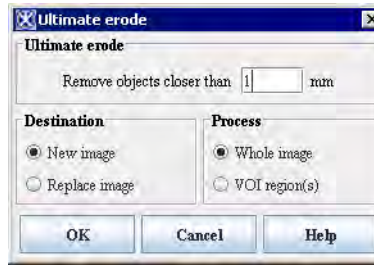 Ultimate erode
Ultimate erode
Remove objects closer than 1 mm
Destination
Process
New image
Whole image
Replace image
VOI region(s)
OK Cancel Help